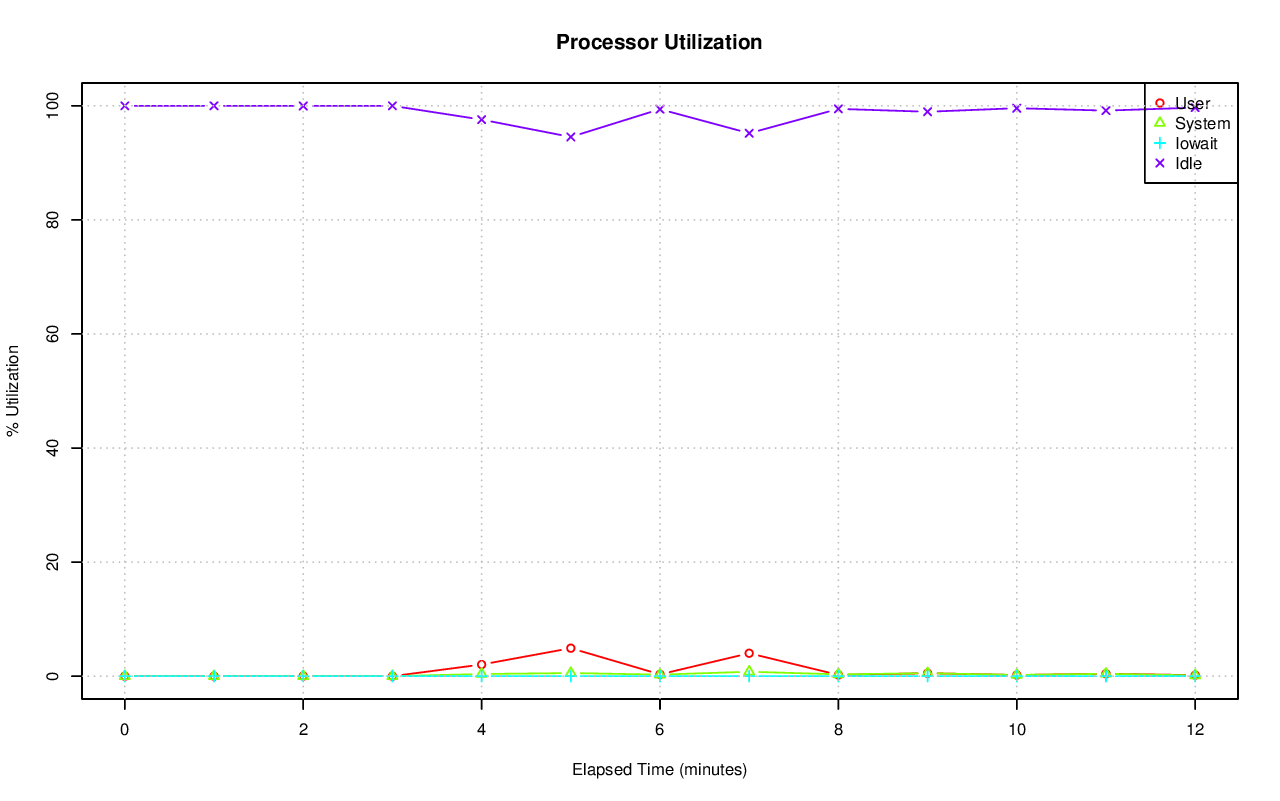 Processor Utilization
100
80
60
40
20
0
% Utilization
User
System
Iowait
Idle
0 2 4 6 8 10 12
Elapsed Time (minutes)